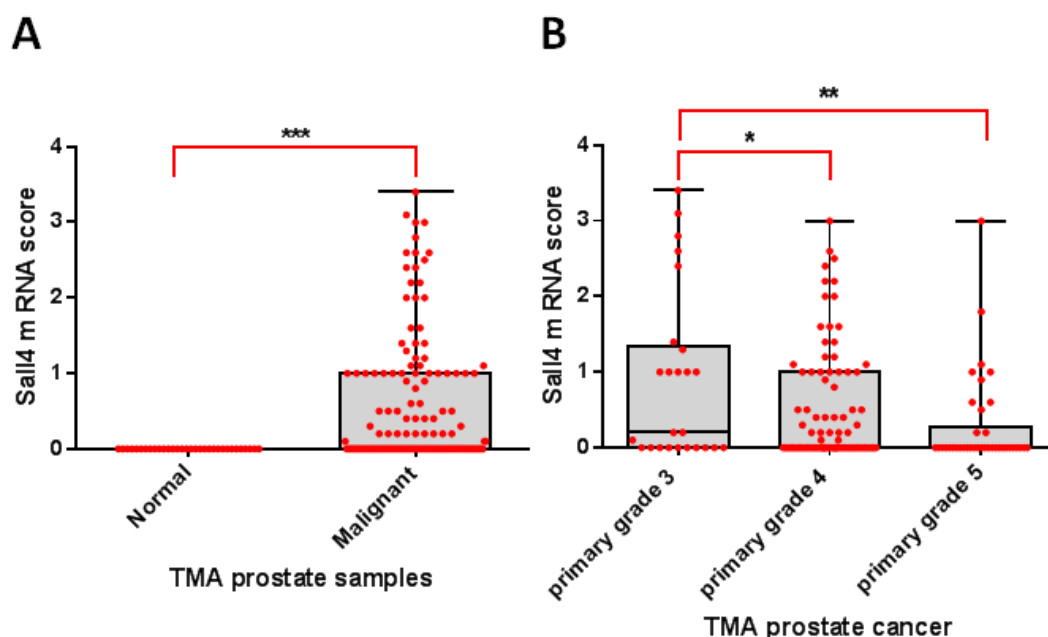 A
B
***
**
*
Sall4 m RNA score
4
3
2
1
0
Normal
Malignant
TMA prostate samples
Sall4 m RNA score
4
3
2
1
0
primary grade 3
primary grade 4
primary grade 5
TMA prostate cancer